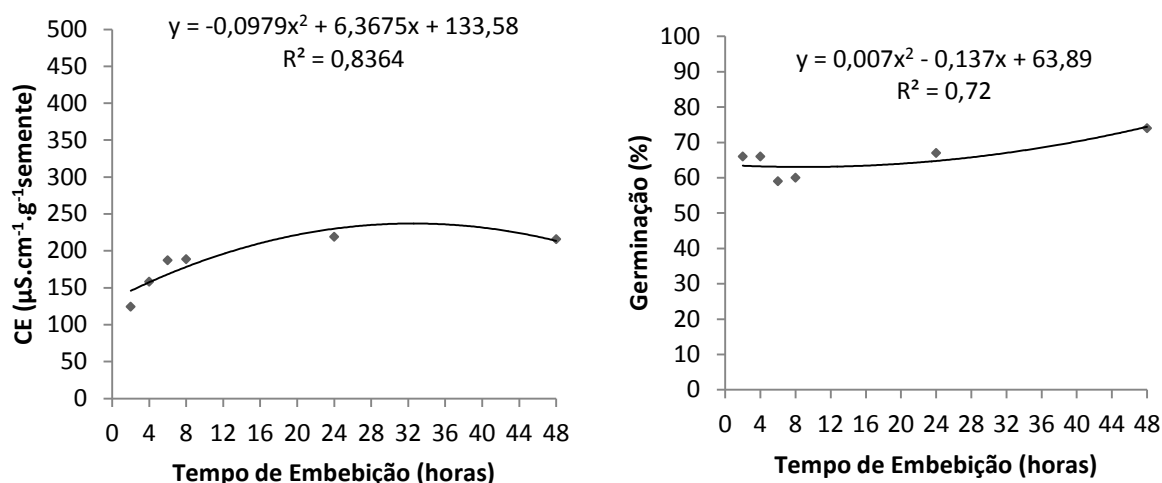 y = -0,0979x² + 6,3675x + 133,58
R² = 0,8364
500
450
400
350
300
250
200
150
100
50
0
CE (µS.cm⁻¹.g⁻¹semente)
0 4 8 12 16 20 24 28 32 36 40 44 48
Tempo de Embebição (horas)
y = 0,007x² - 0,137x + 63,89
R² = 0,72
100
90
80
70
60
50
40
30
20
10
0
Germinação (%)
0 4 8 12 16 20 24 28 32 36 40 44 48
Tempo de Embebição (horas)